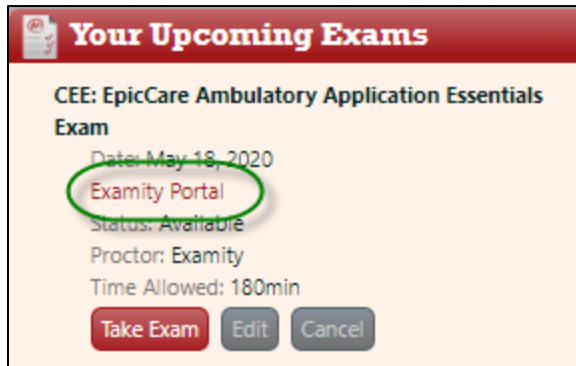 Your Upcoming Exams
CEE: EpicCare Ambulatory Application Essentials
Exam
Date: May 18, 2020
Examity Portal
Status: Available
Proctor: Examity
Time Allowed: 180min
Take Exam Edit Cancel